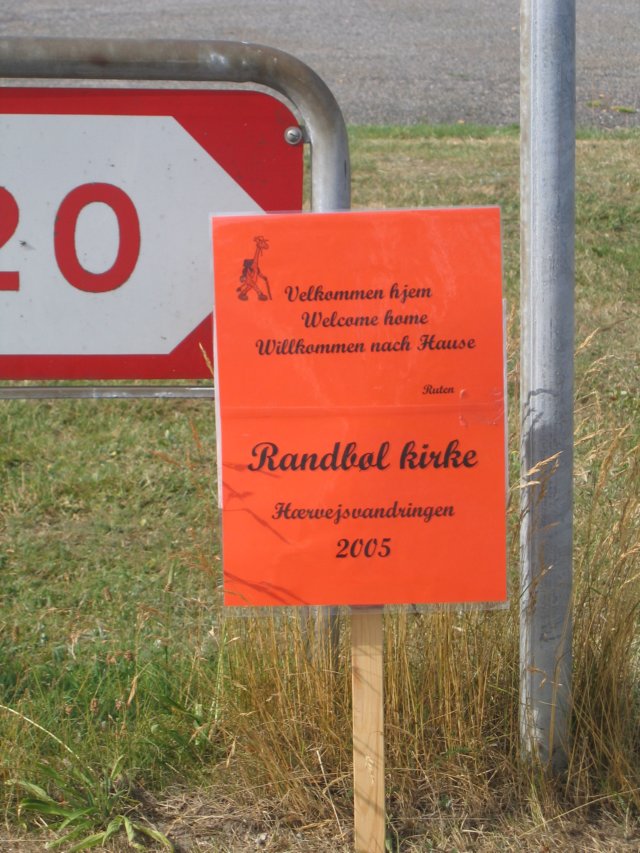 20
Velkommen hjem
Welcome home
Willkommen nach Hause
Ruten
Randbøl kirke
Hærvejsvandringen
2005